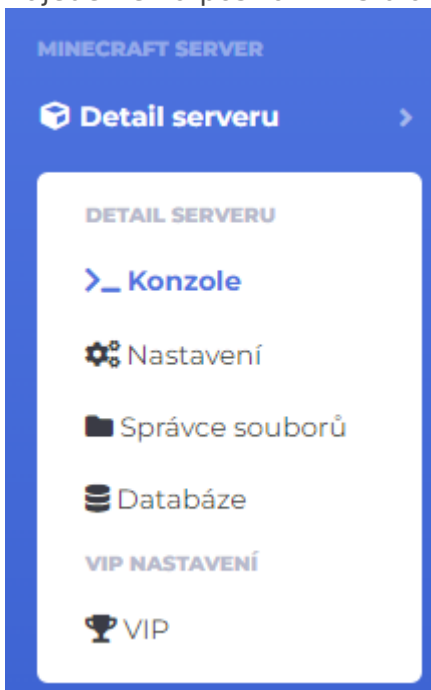 MINECRAFT SERVER
Detail serveru
DETAIL SERVERU
Konzole
Nastavení
Správce souborů
Databáze
VIP NASTAVENÍ
VIP